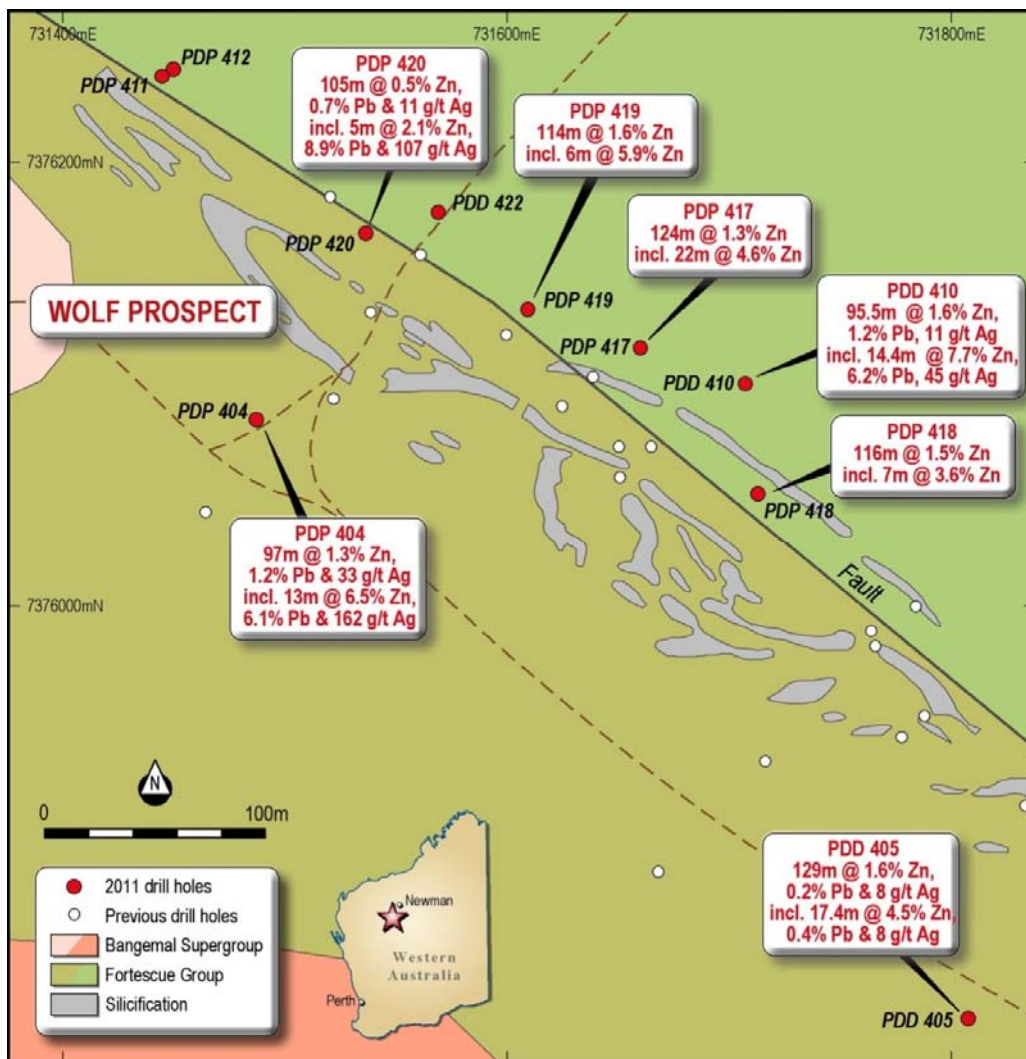 731400mE
731600mE
731800mE
PDP 412
PDP 411
PDP 420
105m @ 0.5% Zn,
0.7% Pb & 11 g/t Ag
incl. 5m @ 2.1% Zn,
8.9% Pb & 107 g/t Ag
PDP 419
114m @ 1.6% Zn
incl. 6m @ 5.9% Zn
7376200mN
PDD 422
PDP 420
PDP 417
124m @ 1.3% Zn
incl. 22m @ 4.6% Zn
WOLF PROSPECT
PDP 419
PDP 417
PDD 410
95.5m @ 1.6% Zn,
1.2% Pb, 11 g/t Ag
incl. 14.4m @ 7.7% Zn,
6.2% Pb, 45 g/t Ag
PDD 410
PDP 404
PDP 418
116m @ 1.5% Zn
incl. 7m @ 3.6% Zn
PDP 418
PDP 404
97m @ 1.3% Zn,
1.2% Pb & 33 g/t Ag
incl. 13m @ 6.5% Zn,
6.1% Pb & 162 g/t Ag
Fault
7376000mN
N
0
100m
PDD 405
129m @ 1.6% Zn,
0.2% Pb & 8 g/t Ag
incl. 17.4m @ 4.5% Zn,
0.4% Pb & 8 g/t Ag
PDD 405
2011 drill holes
Previous drill holes
Bangemal Supergroup
Fortescue Group
Silicification
Newman
Western
Australia
Perth